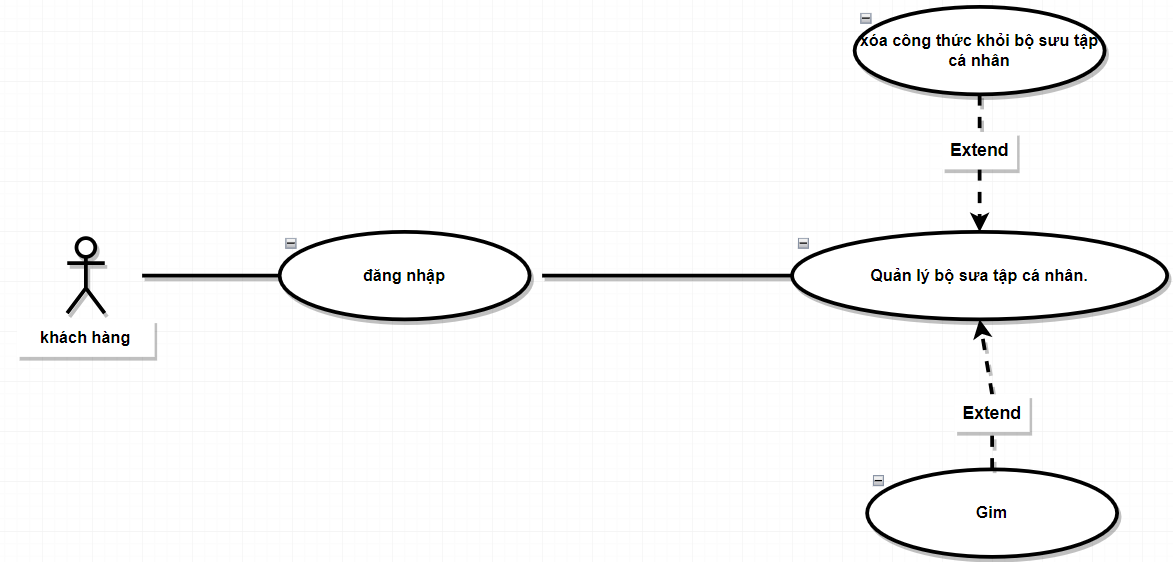 xóa công thức khỏi bộ sưu tập
cá nhân
Extend
đăng nhập
Quản lý bộ sưa tập cá nhân.
khách hàng
Extend
Gim